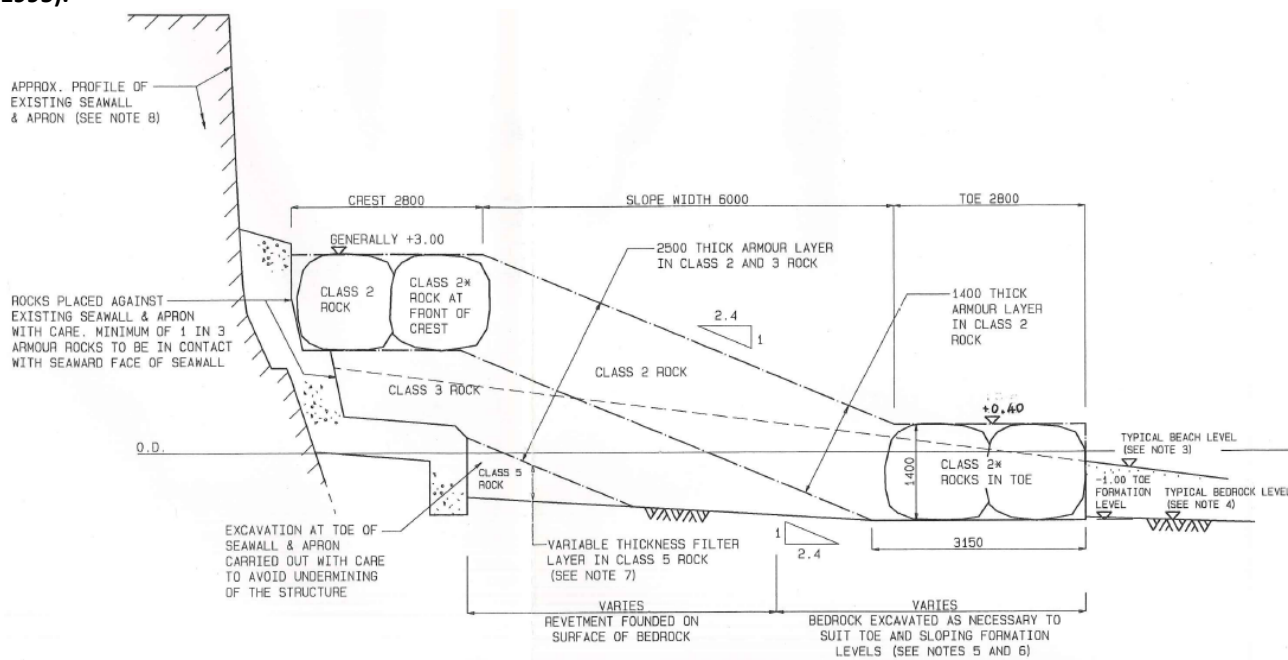 1995).
APPROX. PROFILE OF
EXISTING SEAWALL
& APRON (SEE NOTE 8)
CREST 2800
SLOPE WIDTH 6000
TOE 2800
GENERALLY +3.00
2500 THICK ARMOUR LAYER
IN CLASS 2 AND 3 ROCK
CLASS 2
ROCK
CLASS 2*
ROCK AT
FRONT OF
CREST
ROCKS PLACED AGAINST
EXISTING SEAWALL & APRON
WITH CARE. MINIMUM OF 1 IN 3
ARMOUR ROCKS TO BE IN CONTACT
WITH SEAWARD FACE OF SEAWALL
2.4
1
1400 THICK
ARMOUR LAYER
IN CLASS 2
ROCK
CLASS 2 ROCK
CLASS 3 ROCK
+0.40
O.D.
TYPICAL BEACH LEVEL
(SEE NOTE 3)
CLASS 5
ROCK
1400
CLASS 2*
ROCKS IN TOE
-1.00 TOE
FORMATION
LEVEL
TYPICAL BEDROCK LEVEL
(SEE NOTE 4)
EXCAVATION AT TOE OF
SEAWALL & APRON
CARRIED OUT WITH CARE
TO AVOID UNDERMINING
OF THE STRUCTURE
VARIABLE THICKNESS FILTER
LAYER IN CLASS 5 ROCK
(SEE NOTE 7)
1
2.4
3150
VARIES
REVETMENT FOUNDED ON
SURFACE OF BEDROCK
VARIES
BEDROCK EXCAVATED AS NECESSARY TO
SUIT TOE AND SLOPING FORMATION
LEVELS (SEE NOTES 5 AND 6)